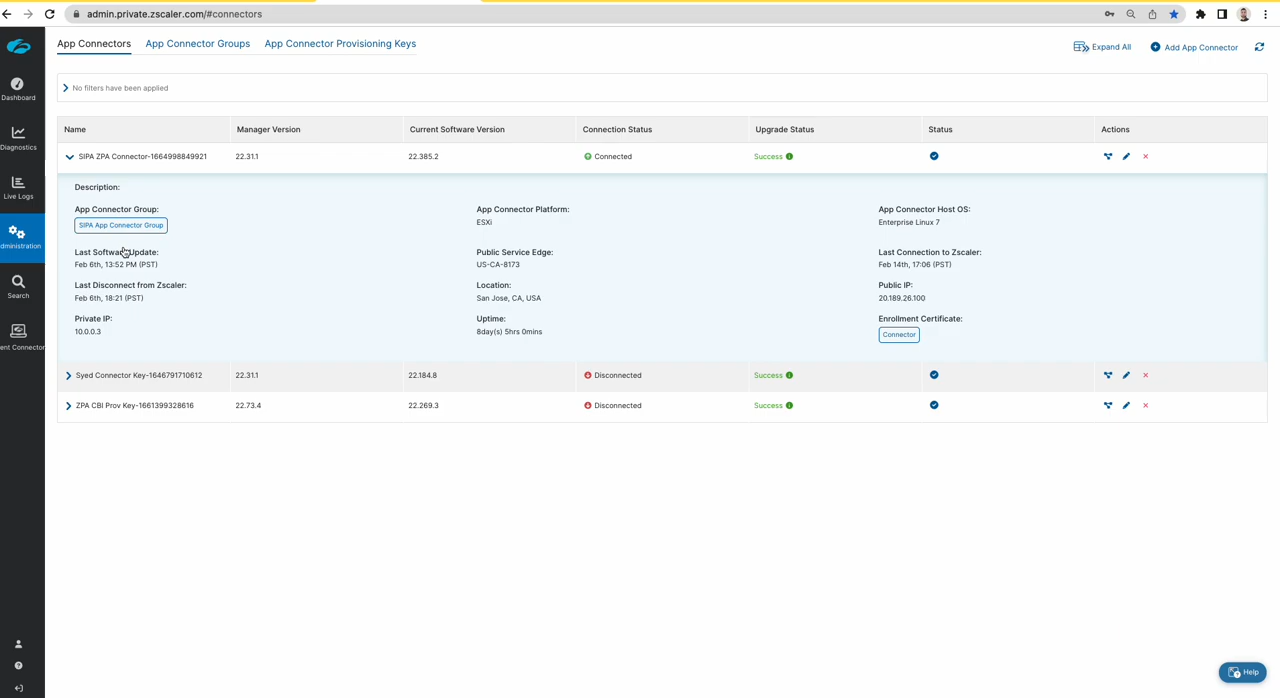 admin.private.zscaler.com/#connectors
App Connectors App Connector Groups App Connector Provisioning Keys
Expand All Add App Connector
No filters have been applied
Name Manager Version Current Software Version Connection Status Upgrade Status Status Actions
SIPA ZPA Connector-1664998849921 22.31.1 22.385.2 Connected Success
Description:
App Connector Group: App Connector Platform: App Connector Host OS:
SIPA App Connector Group ESXi Enterprise Linux 7
Last Software Update: Public Service Edge: Last Connection to Zscaler:
Feb 6th, 13:52 PM (PST) US-CA-8173 Feb 14th, 17:06 (PST)
Last Disconnect from Zscaler: Location: Public IP:
Feb 6th, 18:21 (PST) San Jose, CA, USA 20.189.26.100
Private IP: Uptime: Enrollment Certificate:
10.0.0.3 8day(s) 5hrs 0mins Connector
Syed Connector Key-1646791710612 22.31.1 22.184.8 Disconnected Success
ZPA CBI Prov Key-1661399328616 22.73.4 22.269.3 Disconnected Success
Dashboard
Diagnostics
Live Logs
dministration
Search
ent Connector
Help